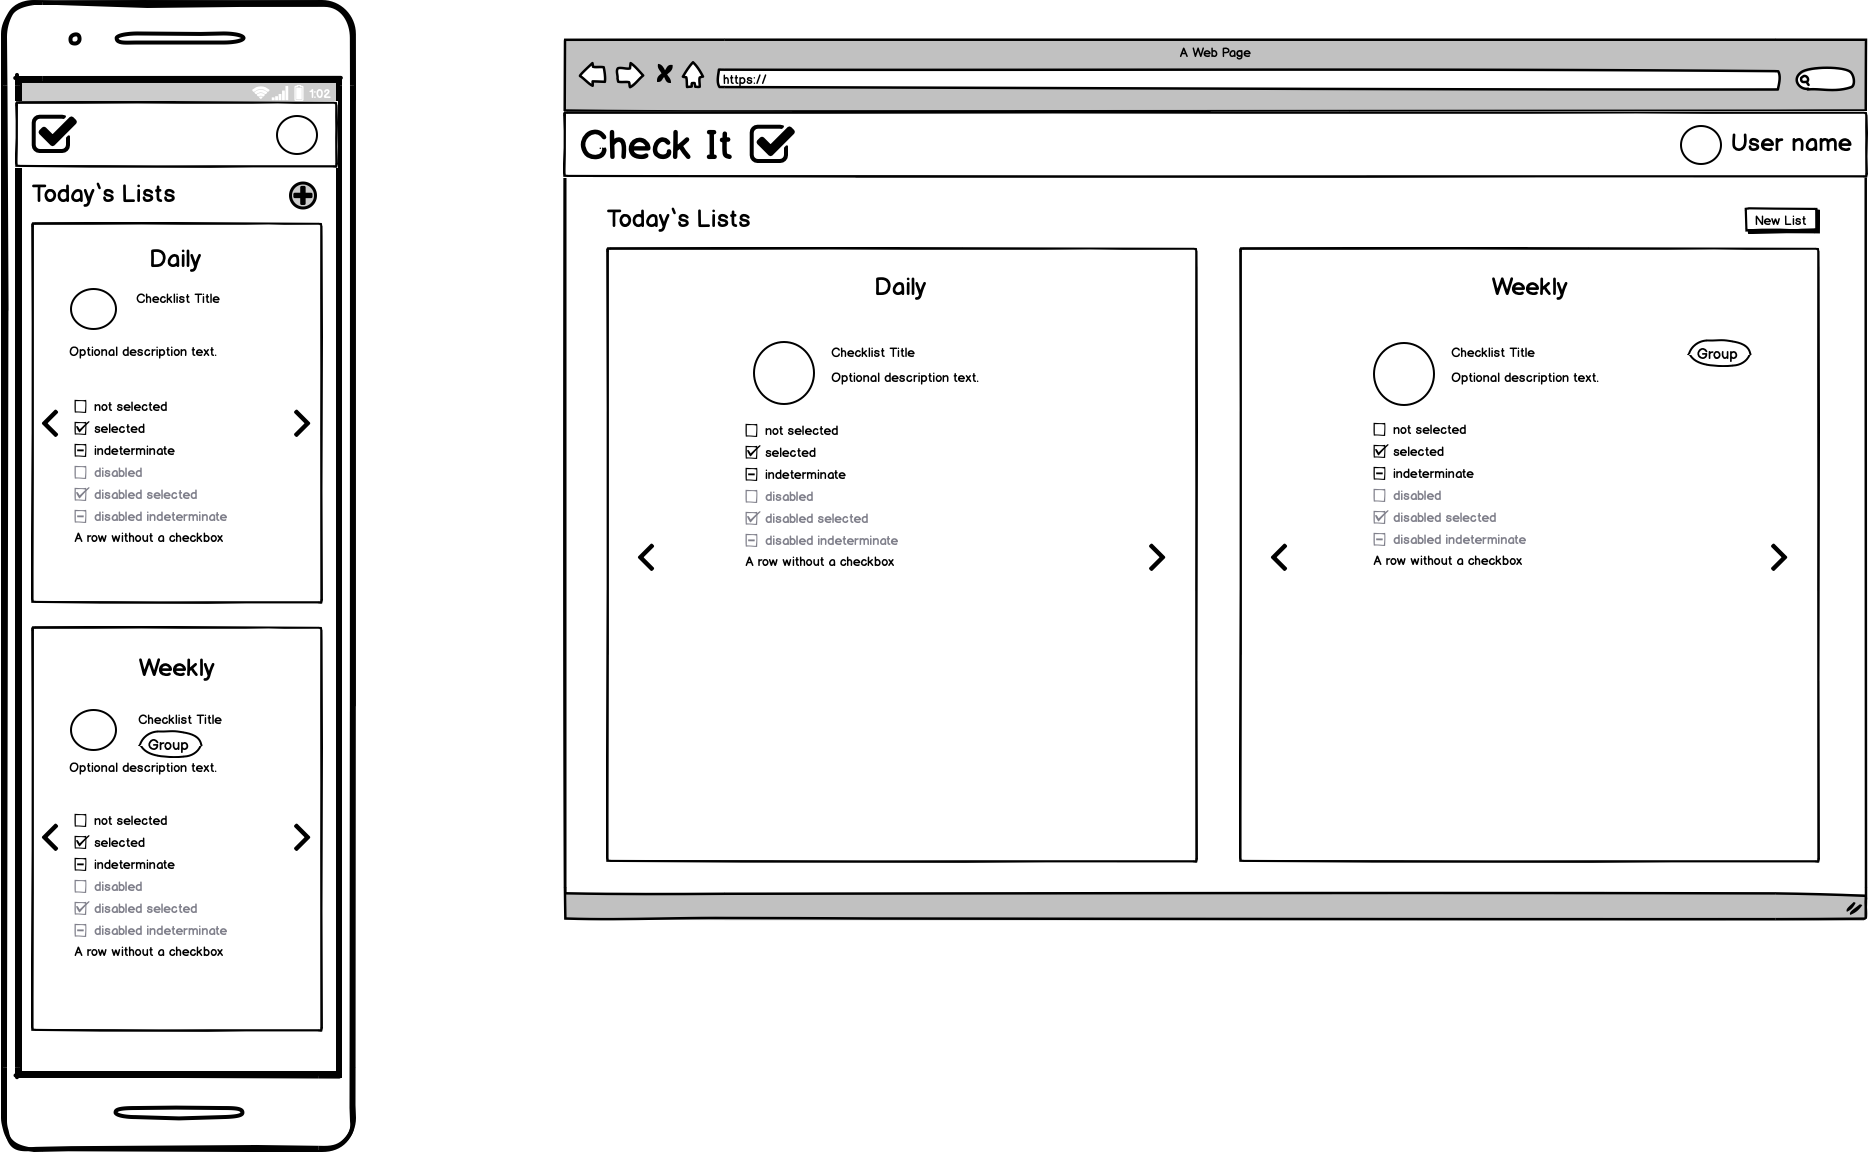 1:02
Today`s Lists
Daily
Checklist Title
Optional description text.
not selected
selected
indeterminate
disabled
disabled selected
disabled indeterminate
A row without a checkbox
Weekly
Checklist Title
Group
Optional description text.
not selected
selected
indeterminate
disabled
disabled selected
disabled indeterminate
A row without a checkbox
A Web Page
https://
Check It
User name
Today`s Lists
New List
Daily
Checklist Title
Optional description text.
not selected
selected
indeterminate
disabled
disabled selected
disabled indeterminate
A row without a checkbox
Weekly
Checklist Title
Group
Optional description text.
not selected
selected
indeterminate
disabled
disabled selected
disabled indeterminate
A row without a checkbox